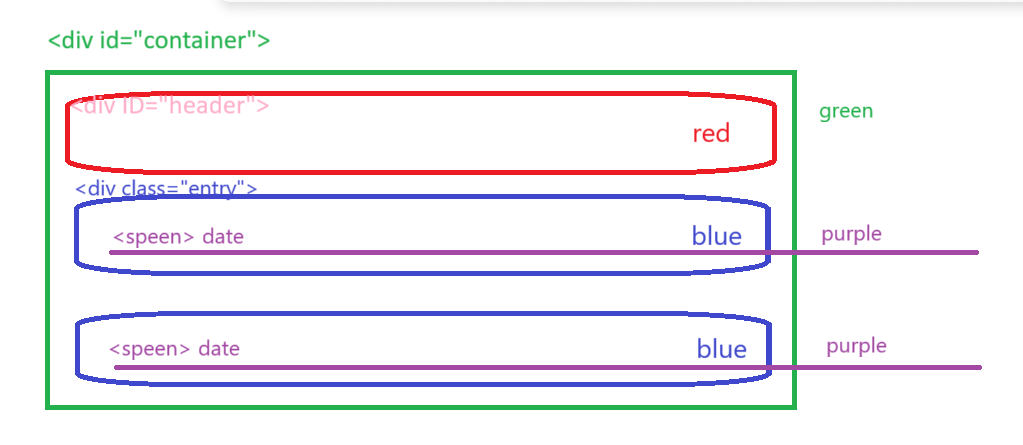 <div id="container">
<div ID="header">
green
red
<div class="entry">
<speen> date
blue
purple
<speen> date
blue
purple